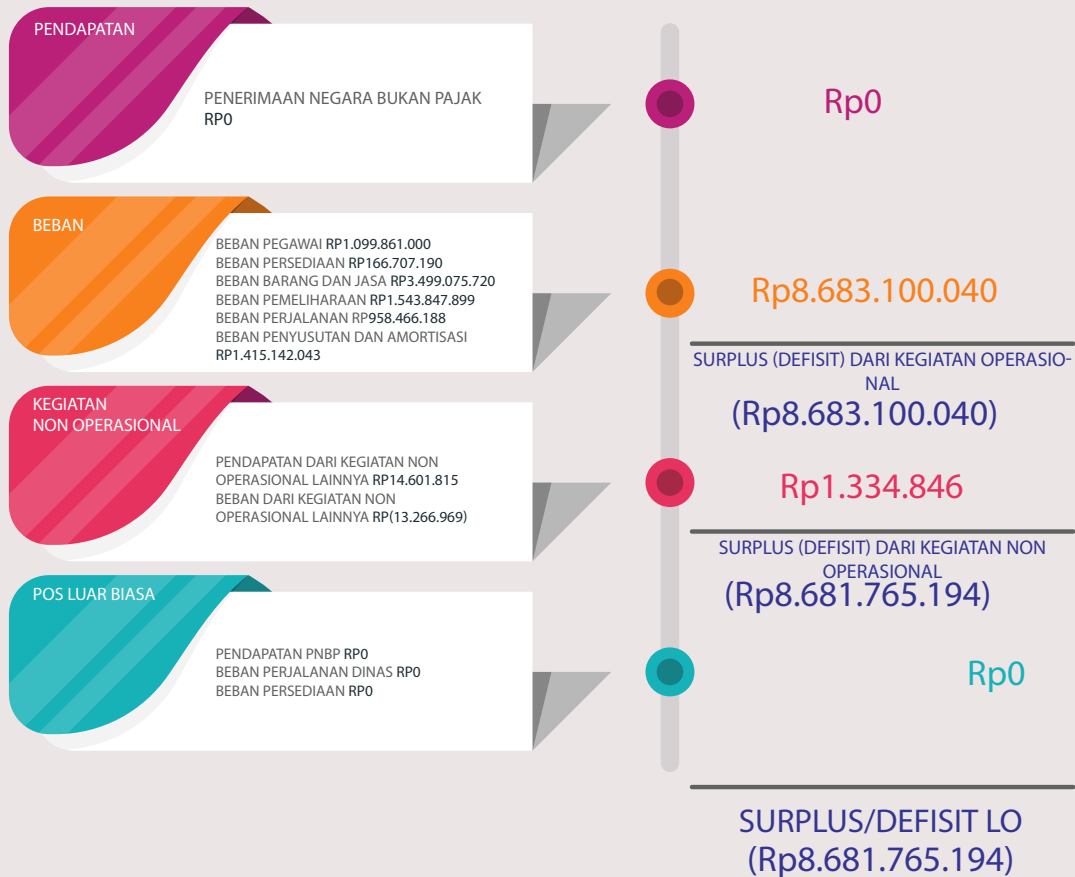 PENDAPATAN
PENERIMAAN NEGARA BUKAN PAJAK
RP0
Rp0
BEBAN
BEBAN PEGAWAI RP1.099.861.000
BEBAN PERSEDIAAN RP166.707.190
BEBAN BARANG DAN JASA RP3.499.075.720
BEBAN PEMELIHARAAN RP1.543.847.899
BEBAN PERJALANAN RP958.466.188
BEBAN PENYUSUTAN DAN AMORTISASI
RP1.415.142.043
Rp8.683.100.040
SURPLUS (DEFISIT) DARI KEGIATAN OPERASIO-
NAL
(Rp8.683.100.040)
KEGIATAN
NON OPERASIONAL
PENDAPATAN DARI KEGIATAN NON
OPERASIONAL LAINNYA RP14.601.815
BEBAN DARI KEGIATAN NON
OPERASIONAL LAINNYA RP(13.266.969)
Rp1.334.846
SURPLUS (DEFISIT) DARI KEGIATAN NON
OPERASIONAL
(Rp8.681.765.194)
POS LUAR BIASA
PENDAPATAN PNBP RP0
BEBAN PERJALANAN DINAS RP0
BEBAN PERSEDIAAN RP0
Rp0
SURPLUS/DEFISIT LO
(Rp8.681.765.194)